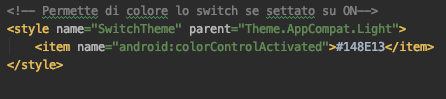 <!-- Permette di colore lo switch se settato su ON-->
<style name="SwitchTheme" parent="Theme.AppCompat.Light">
    <item name="android:colorControlActivated">#148E13</item>
</style>